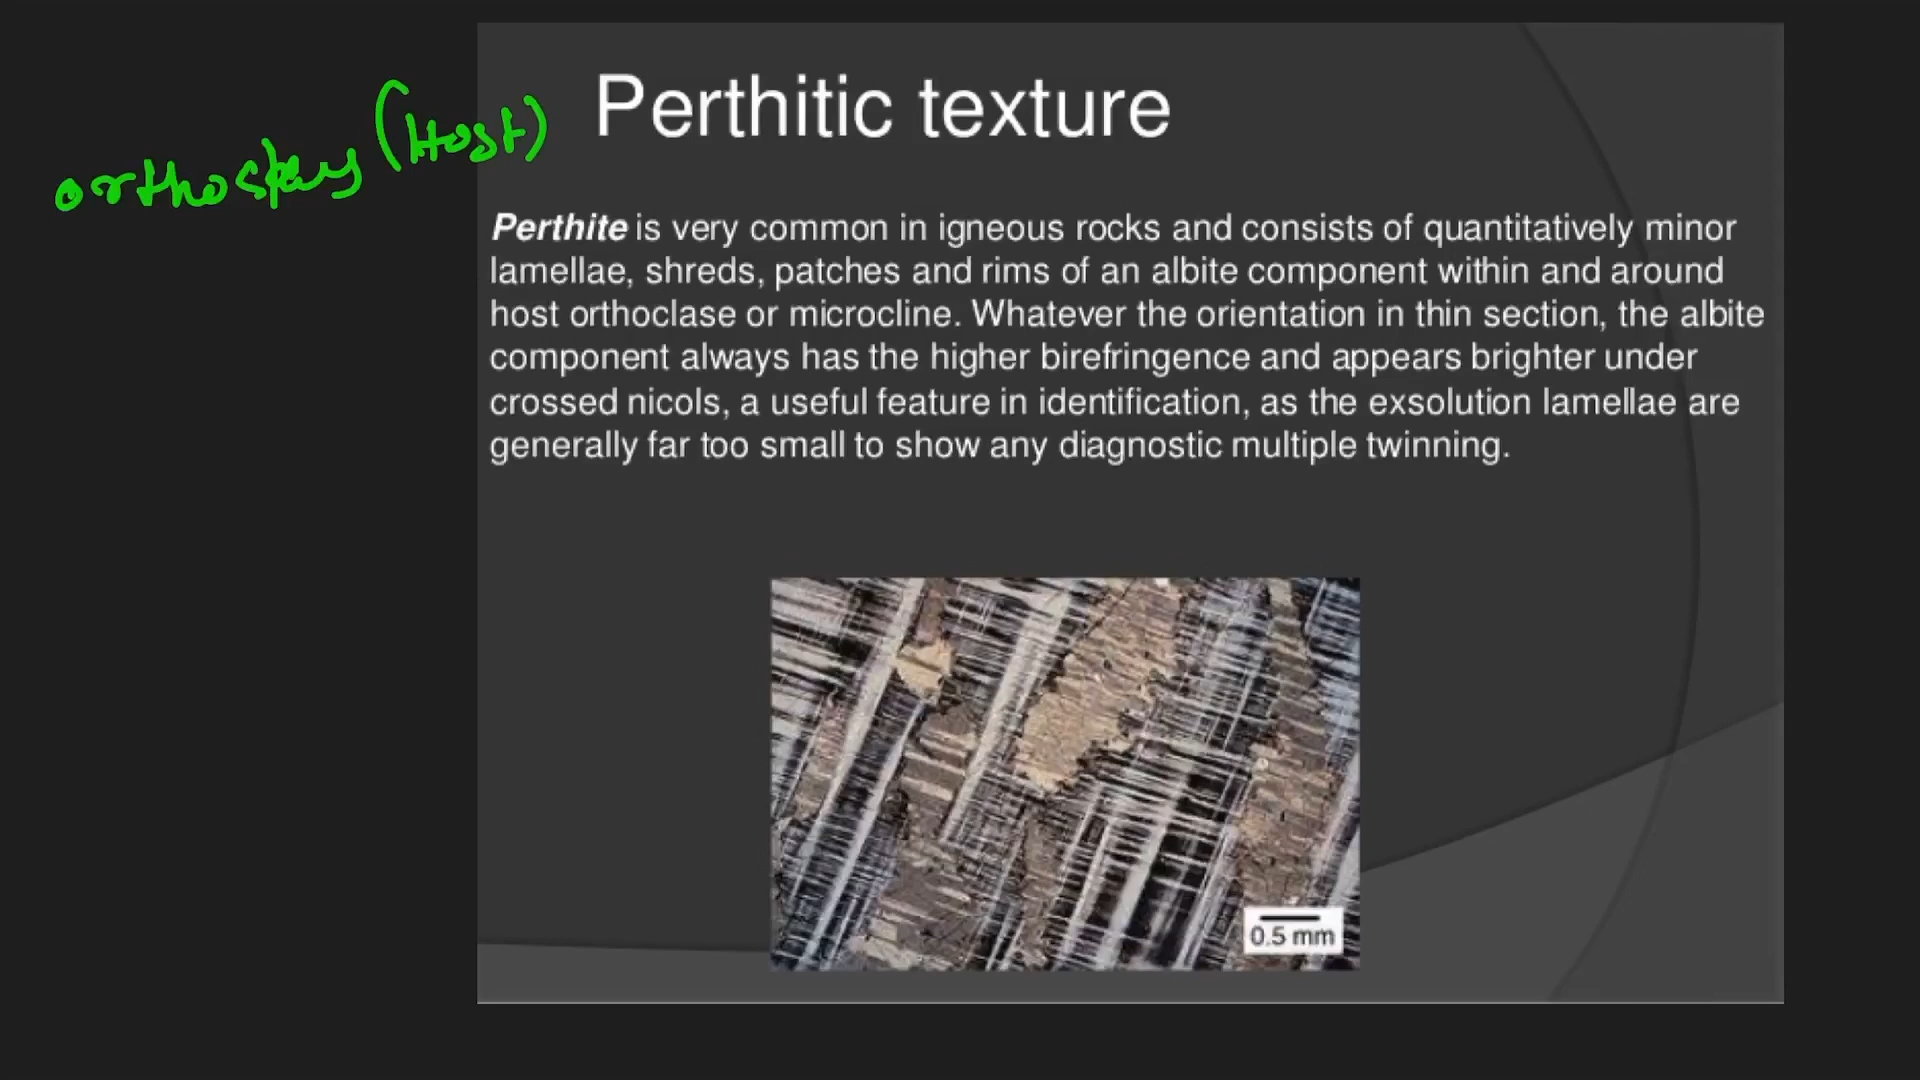 Perthitic texture
(Host)
Perthite is very common in igneous rocks and consists of quantitatively minor
lamellae, shreds, patches and rims of an albite component within and around
host orthoclase or microcline. Whatever the orientation in thin section, the albite
component always has the higher birefringence and appears brighter under
crossed nicols, a useful feature in identification, as the exsolution lamellae are
generally far too small to show any diagnostic multiple twinning.
0.5 mm